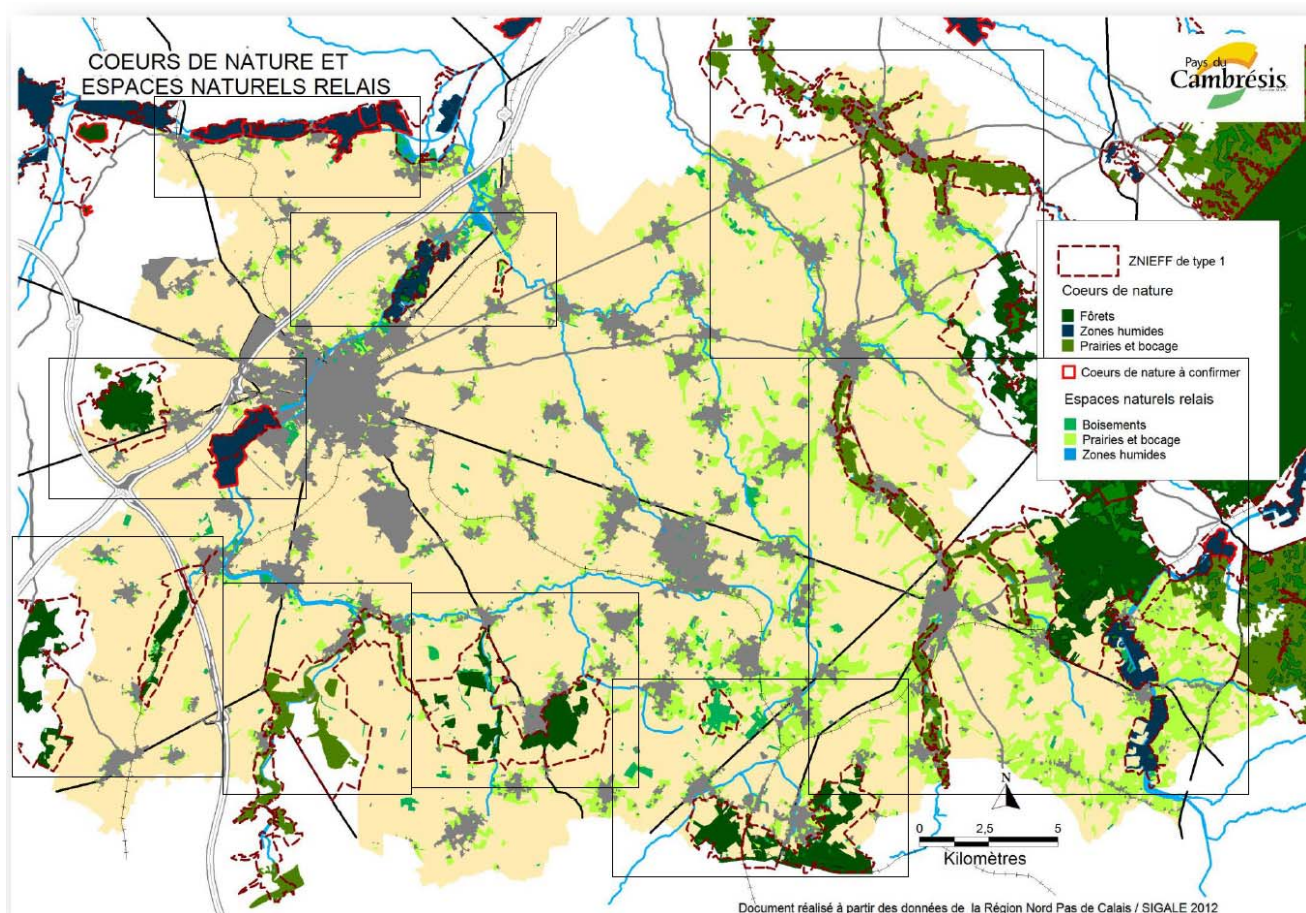 COEURS DE NATURE ET
ESPACES NATURELS RELAIS
Pays du
Cambrésis
ZNIEFF de type 1
Coeurs de nature
Fôrets
Zones humides
Prairies et bocage
Coeurs de nature à confirmer
Espaces naturels relais
Boisements
Prairies et bocage
Zones humides
N
0 2,5 5
Kilomètres
Document réalisé à partir des données de la Région Nord Pas de Calais / SIGALE 2012